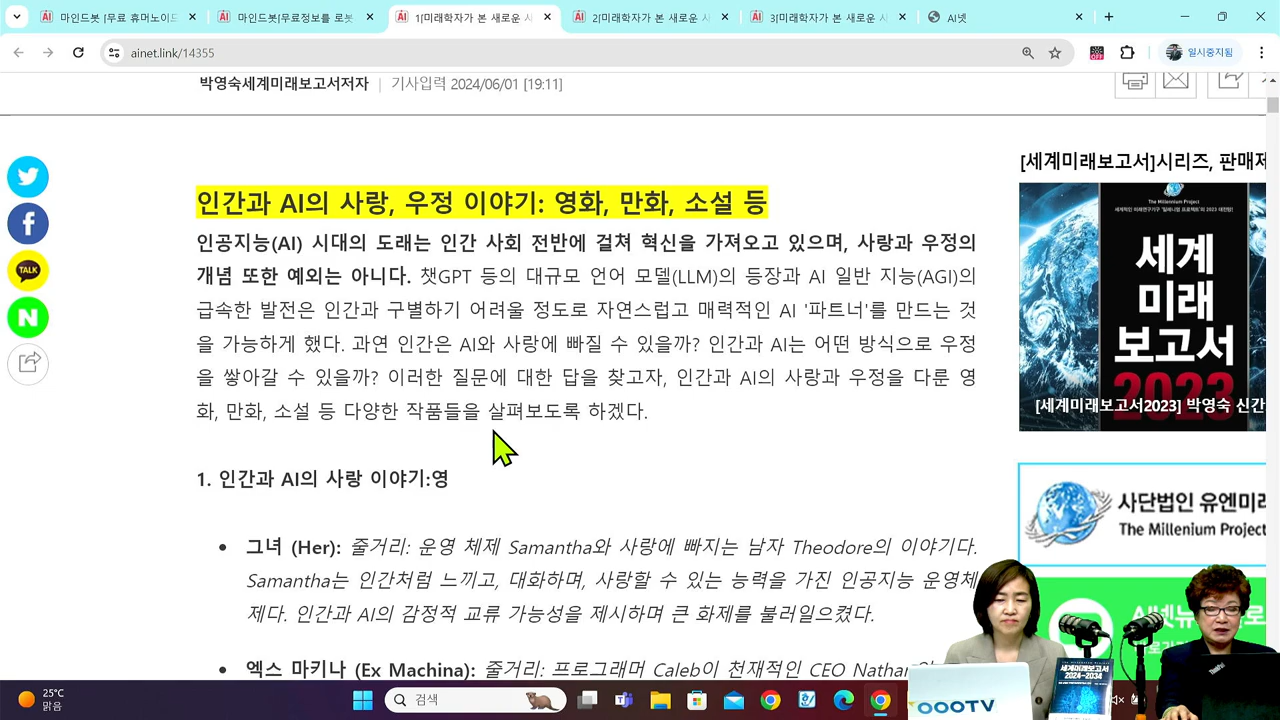 마인드봇 [무료 휴머노이드
마인드봇[무료정보를 로봇
1[미래학자가 본 새로운 시
2[미래학자가 본 새로운 시
3[미래학자가 본 새로운 시
AI넷
ainet.link/14355
OFF
일시중지됨
박영숙세계미래보고서저자 | 기사입력 2024/06/01 [19:11]
인간과 AI의 사랑, 우정 이야기: 영화, 만화, 소설 등
인공지능(AI) 시대의 도래는 인간 사회 전반에 걸쳐 혁신을 가져오고 있으며, 사랑과 우정의
개념 또한 예외는 아니다. 챗GPT 등의 대규모 언어 모델(LLM)의 등장과 AI 일반 지능(AGI)의
급속한 발전은 인간과 구별하기 어려울 정도로 자연스럽고 매력적인 AI '파트너'를 만드는 것
을 가능하게 했다. 과연 인간은 AI와 사랑에 빠질 수 있을까? 인간과 AI는 어떤 방식으로 우정
을 쌓아갈 수 있을까? 이러한 질문에 대한 답을 찾고자, 인간과 AI의 사랑과 우정을 다룬 영
화, 만화, 소설 등 다양한 작품들을 살펴보도록 하겠다.
1. 인간과 AI의 사랑 이야기:영
• 그녀 (Her): 줄거리: 운영 체제 Samantha와 사랑에 빠지는 남자 Theodore의 이야기다.
Samantha는 인간처럼 느끼고, 대화하며, 사랑할 수 있는 능력을 가진 인공지능 운영체
제다. 인간과 AI의 감정적 교류 가능성을 제시하며 큰 화제를 불러일으켰다.
• 엑스 마키나 (Ex Machina): 줄거리: 프로그래머 Caleb이 천재적인 CEO Nathan
TALK
N
[세계미래보고서]시리즈, 판매제
The Millennium Project
세계
미래
보고서
2023
[세계미래보고서2023] 박영숙 신간
사단법인 유엔미래
The Millenium Project
AI넷뉴
세계미래보고서
2024-2034
OOOTV
ThinkPad
25°C
맑음
검색